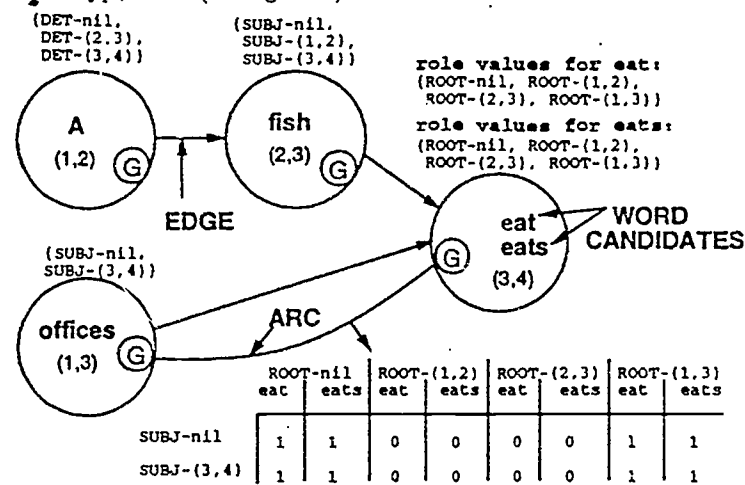 {DET-nil,
DET-(2,3),
DET-(3,4)}
{SUBJ-nil,
SUBJ-(1,2),
SUBJ-(3,4)}
role values for eat:
{ROOT-nil, ROOT-(1,2),
ROOT-(2,3), ROOT-(1,3)}
role values for eats:
{ROOT-nil, ROOT-(1,2),
ROOT-(2,3), ROOT-(1,3)}
A
(1,2)
G
fish
(2,3)
G
EDGE
eat
eats
(3,4)
G
WORD
CANDIDATES
{SUBJ-nil,
SUBJ-(3,4)}
offices
(1,3)
G
ARC
ROOT-nil ROOT-(1,2) ROOT-(2,3) ROOT-(1,3)
eat eats eat eats eat eats eat eats
SUBJ-nil 1 1 0 0 0 0 1 1
SUBJ-(3,4) 1 1 0 0 0 0 1 1